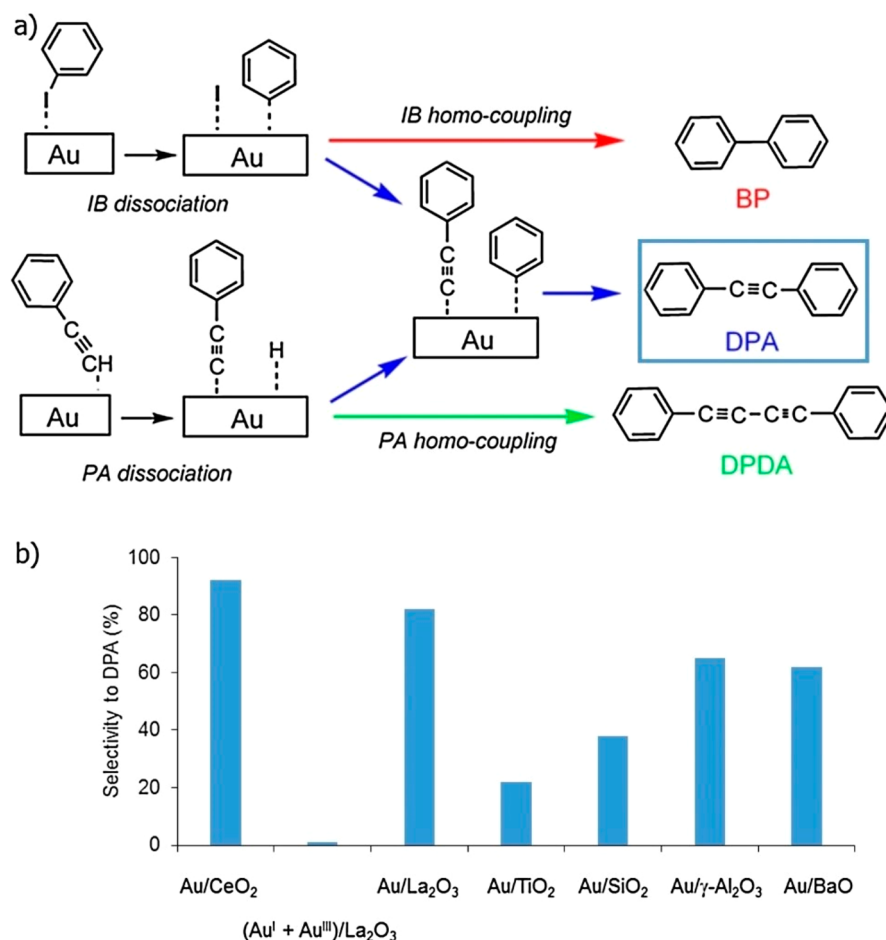 a)
I
Au
I
Au
IB homo-coupling
IB dissociation
BP
C≡C
Au
C≡CH
Au
C≡C
H
Au
C≡C
DPA
PA dissociation
PA homo-coupling
C≡C-C≡C
DPDA
b)
Selectivity to DPA (%)
100
80
60
40
20
0
Au/CeO₂
(Auᴵ + Auᴵᴵᴵ)/La₂O₃
Au/La₂O₃
Au/TiO₂
Au/SiO₂
Au/γ-Al₂O₃
Au/BaO